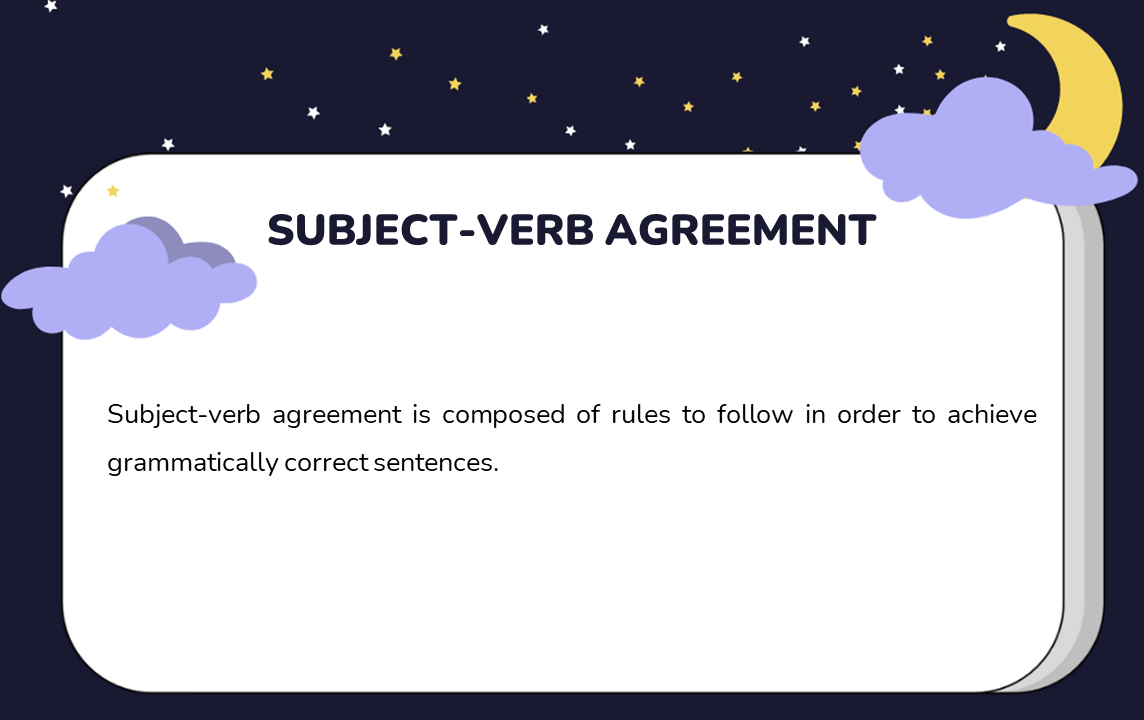 SUBJECT-VERB AGREEMENT
Subject-verb agreement is composed of rules to follow in order to achieve
grammatically correct sentences.